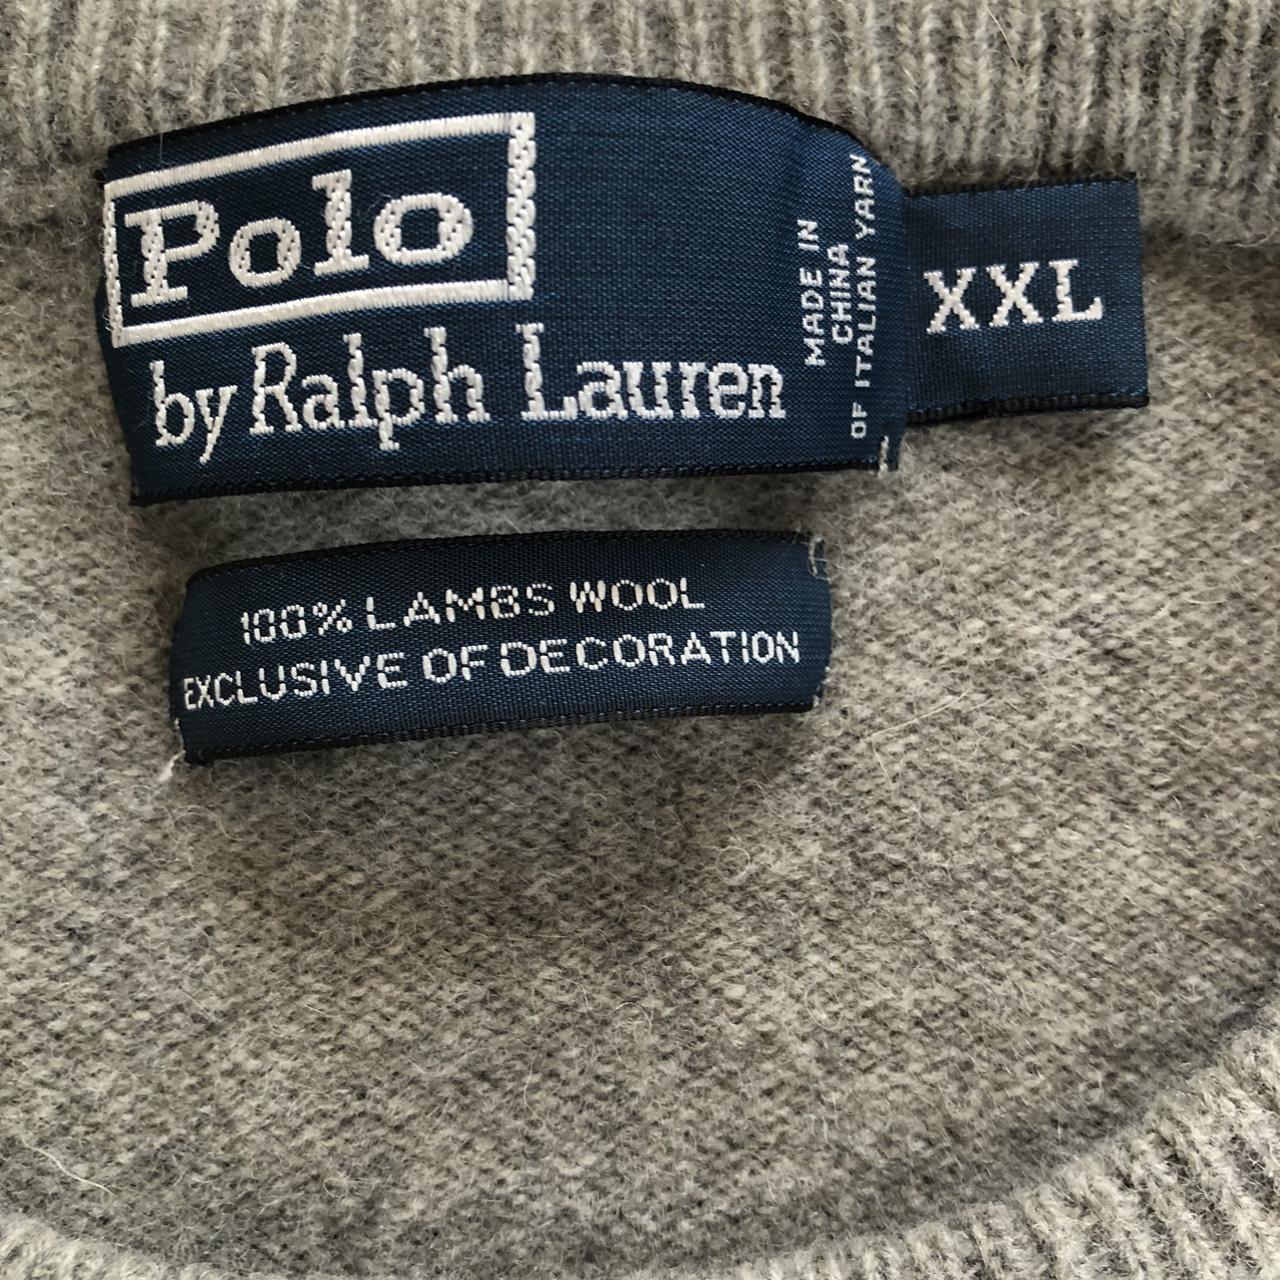 Polo
by Ralph Lauren
MADE IN
CHINA
OF ITALIAN YARN
XXL
100% LAMBS WOOL
EXCLUSIVE OF DECORATION